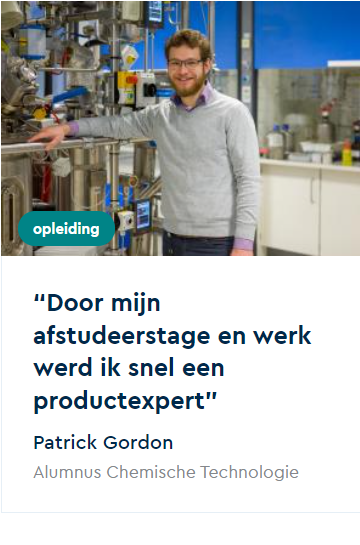 opleiding
“Door mijn
afstudeerstage en werk
werd ik snel een
productexpert”
Patrick Gordon
Alumnus Chemische Technologie